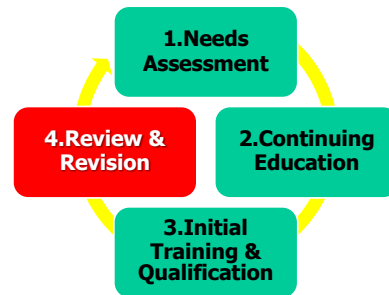 1.Needs
Assessment
2.Continuing
Education
3.Initial
Training &
Qualification
4.Review &
Revision